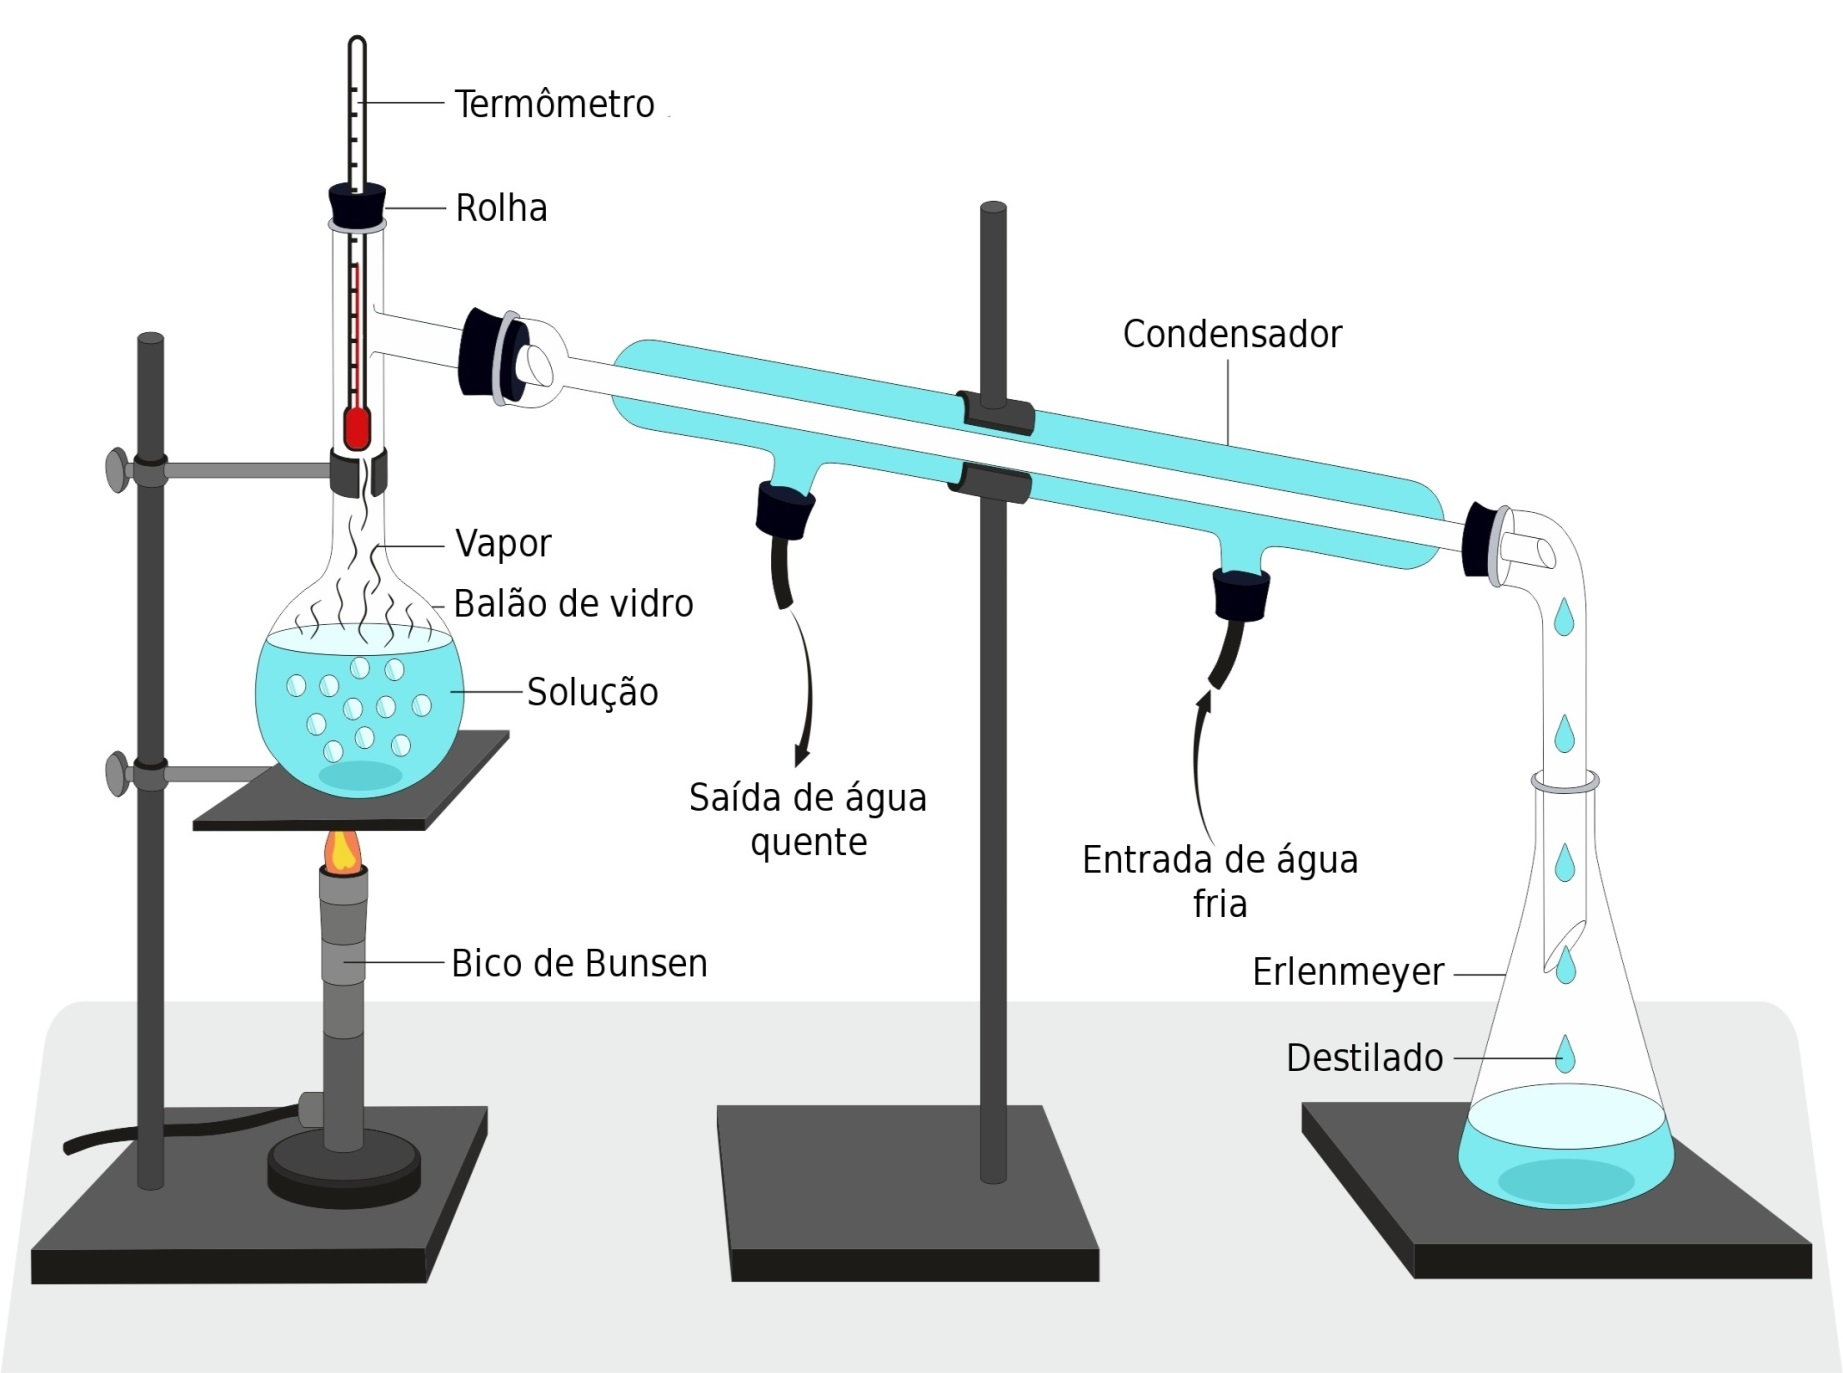 Termômetro
Rolha
Condensador
Vapor
Balão de vidro
Solução
Saída de água
quente
Entrada de água
fria
Bico de Bunsen
Erlenmeyer
Destilado